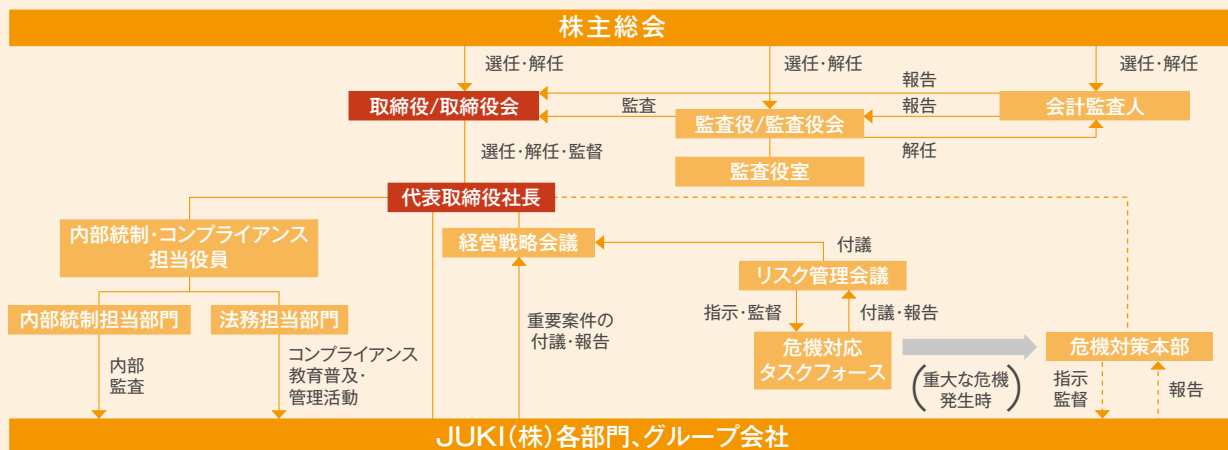 株主総会
選任・解任
選任・解任
選任・解任
報告
取締役/取締役会
監査
監査役/監査役会
報告
会計監査人
解任
選任・解任・監督
監査役室
代表取締役社長
内部統制・コンプライアンス
担当役員
経営戦略会議
付議
リスク管理会議
内部統制担当部門
法務担当部門
重要案件の
付議・報告
指示・監督
付議・報告
危機対応
タスクフォース
危機対策本部
内部
監査
コンプライアンス
教育普及・
管理活動
(重大な危機
発生時)
指示
監督
報告
JUKI(株)各部門、グループ会社